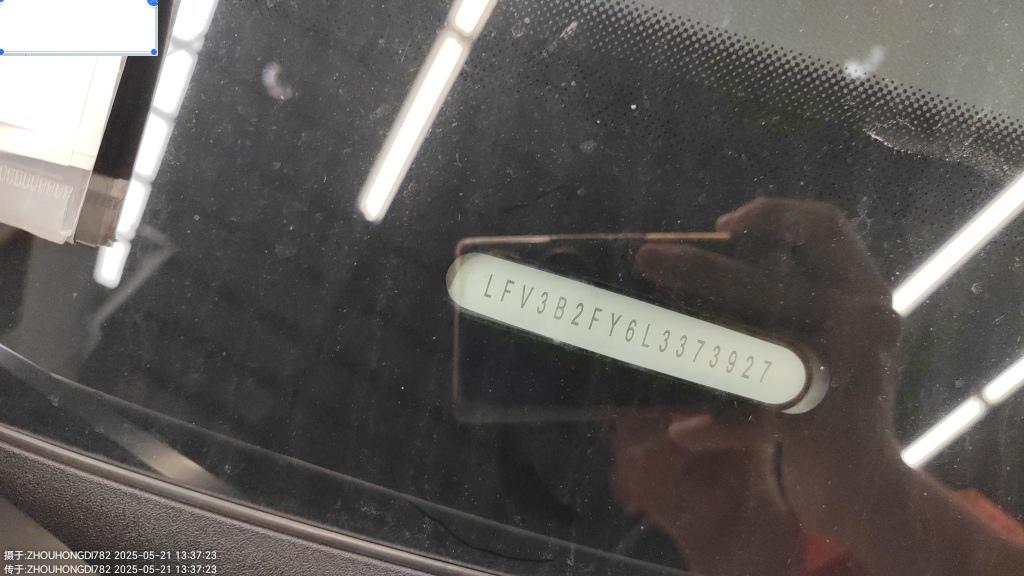 LFV3B2FY6L3373927
摄于:ZHOUHONGDI782 2025-05-21 13:37:23
传于:ZHOUHONGDI782 2025-05-21 13:37:23